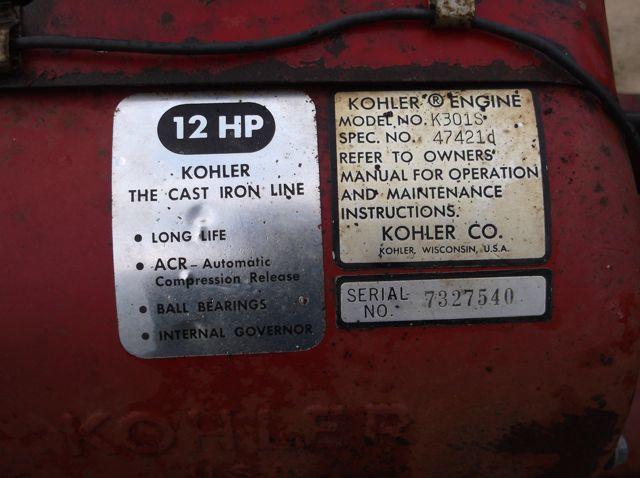 12 HP
KOHLER
THE CAST IRON LINE
• LONG LIFE
• ACR – Automatic
Compression Release
• BALL BEARINGS
• INTERNAL GOVERNOR
KOHLER ® ENGINE
MODEL NO. K301S
SPEC. NO. 47421d
REFER TO OWNERS'
MANUAL FOR OPERATION
AND MAINTENANCE
INSTRUCTIONS.
KOHLER CO.
KOHLER, WISCONSIN, U.S.A.
SERIAL
NO. 7327540
KOHLER